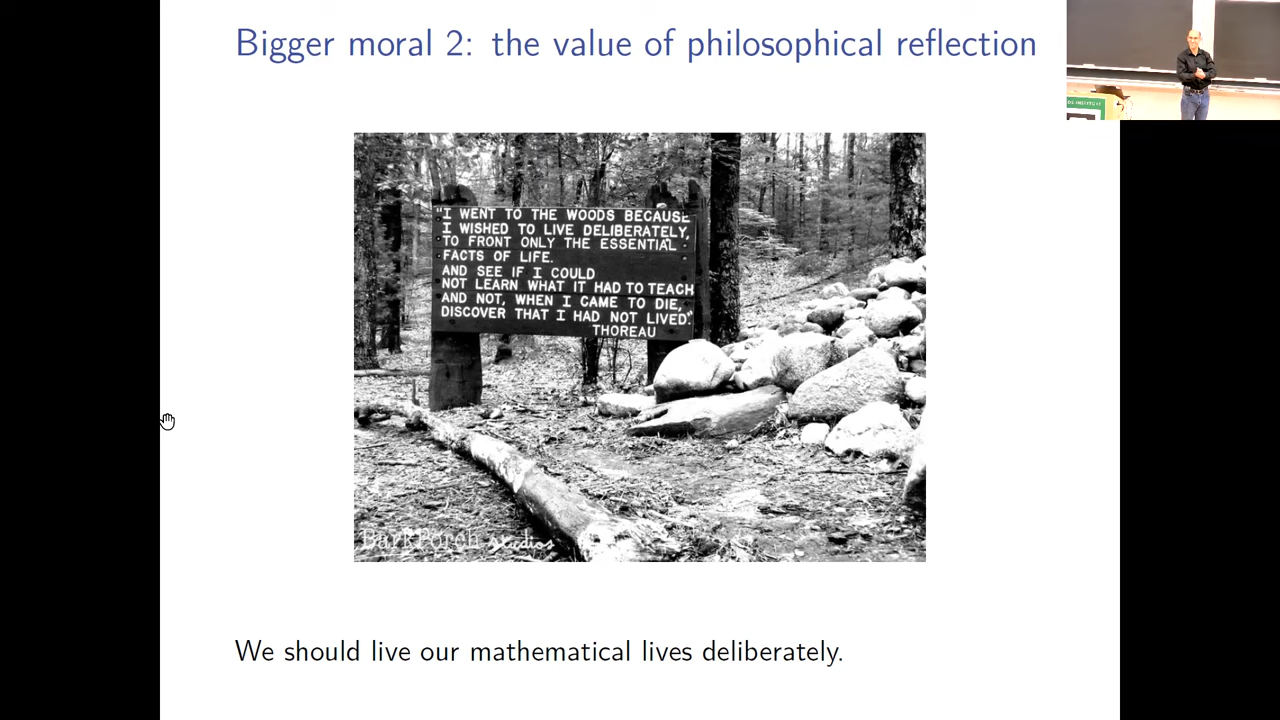 Bigger moral 2: the value of philosophical reflection
"I WENT TO THE WOODS BECAUSE
I WISHED TO LIVE DELIBERATELY,
TO FRONT ONLY THE ESSENTIAL
FACTS OF LIFE.
AND SEE IF I COULD
NOT LEARN WHAT IT HAD TO TEACH
AND NOT, WHEN I CAME TO DIE,
DISCOVER THAT I HAD NOT LIVED."
THOREAU
BarkPorch studios
We should live our mathematical lives deliberately.